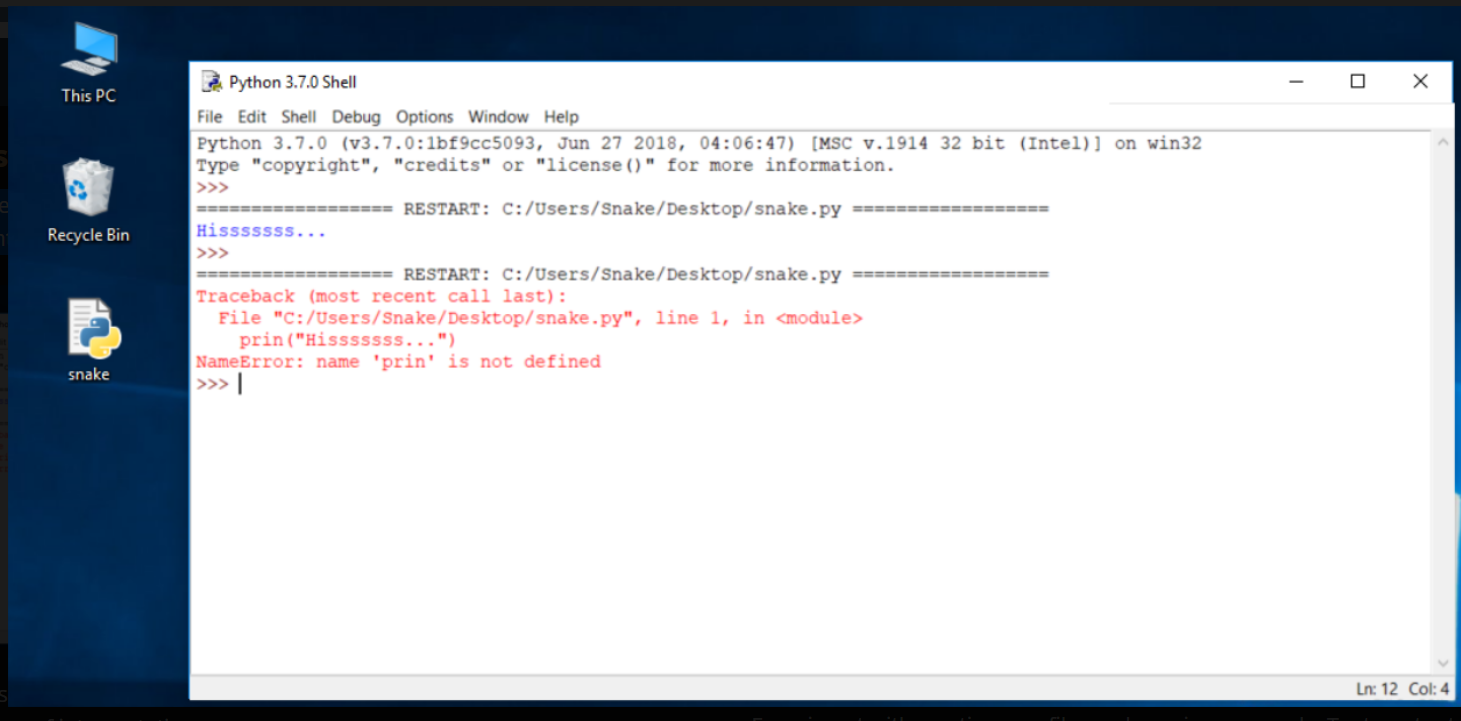 This PC
Recycle Bin
snake
Python 3.7.0 Shell
File Edit Shell Debug Options Window Help
Python 3.7.0 (v3.7.0:1bf9cc5093, Jun 27 2018, 04:06:47) [MSC v.1914 32 bit (Intel)] on win32
Type "copyright", "credits" or "license()" for more information.
>>>
================== RESTART: C:/Users/Snake/Desktop/snake.py ==================
Hisssssss...
>>>
================== RESTART: C:/Users/Snake/Desktop/snake.py ==================
Traceback (most recent call last):
  File "C:/Users/Snake/Desktop/snake.py", line 1, in <module>
    prin("Hisssssss...")
NameError: name 'prin' is not defined
>>>
Ln: 12 Col: 4